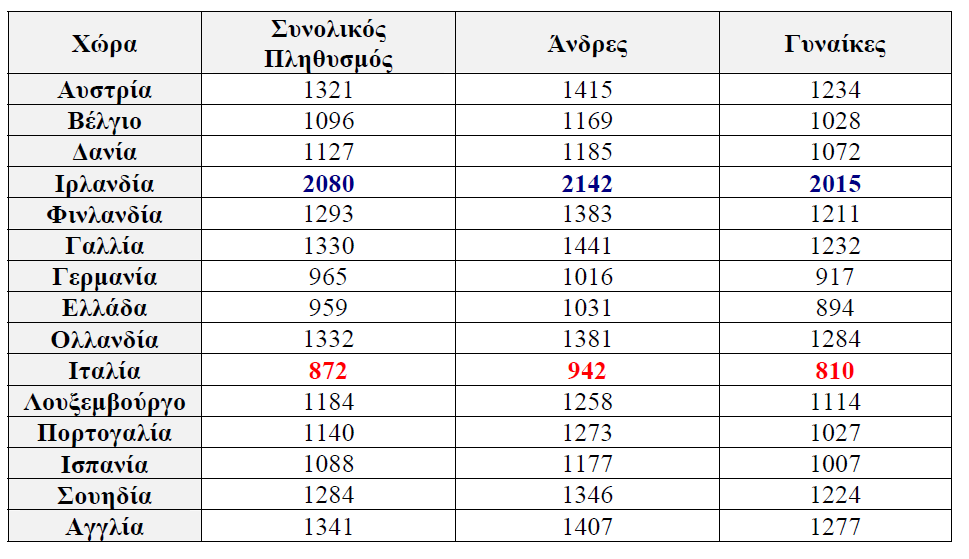 Χώρα Συνολικός Πληθυσμός Άνδρες Γυναίκες
Αυστρία 1321 1415 1234
Βέλγιο 1096 1169 1028
Δανία 1127 1185 1072
Ιρλανδία 2080 2142 2015
Φινλανδία 1293 1383 1211
Γαλλία 1330 1441 1232
Γερμανία 965 1016 917
Ελλάδα 959 1031 894
Ολλανδία 1332 1381 1284
Ιταλία 872 942 810
Λουξεμβούργο 1184 1258 1114
Πορτογαλία 1140 1273 1027
Ισπανία 1088 1177 1007
Σουηδία 1284 1346 1224
Αγγλία 1341 1407 1277